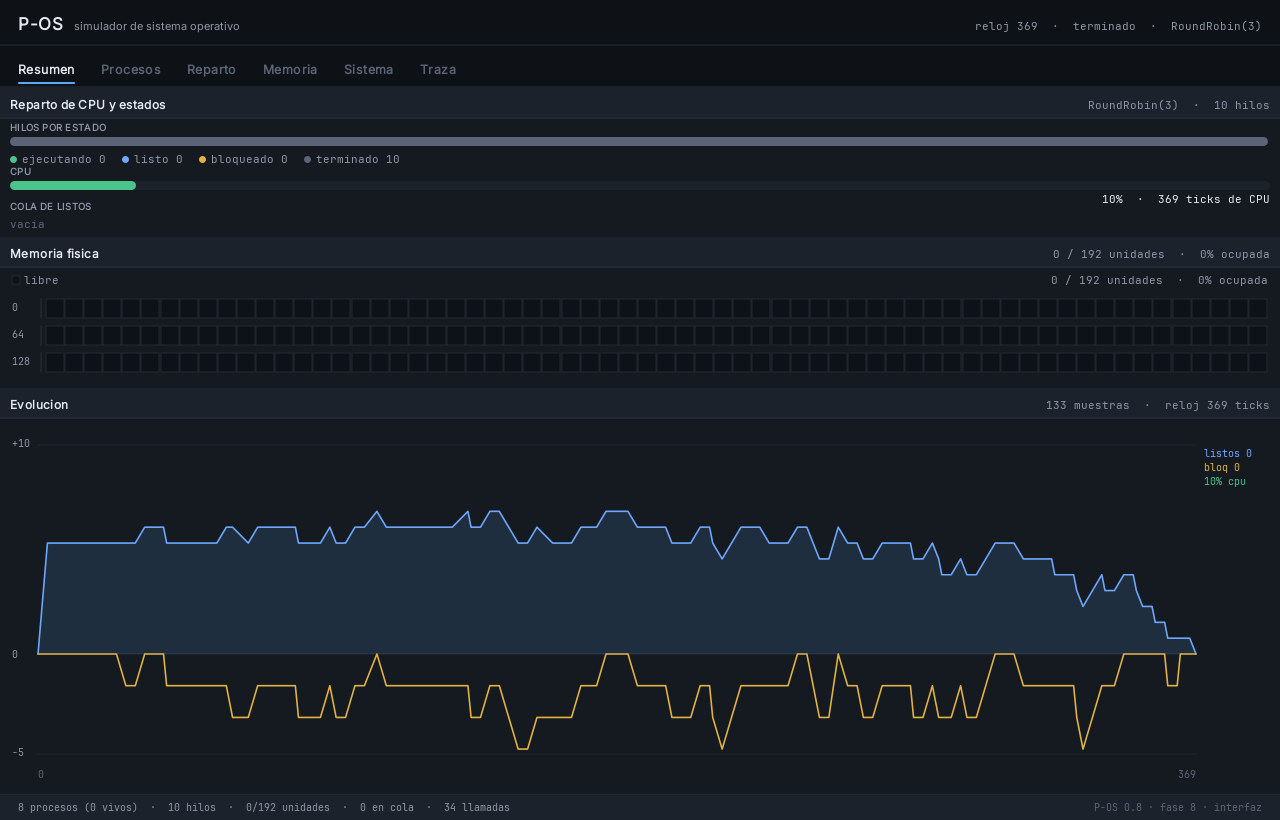 P-OS simulador de sistema operativo reloj 369 · terminado · RoundRobin(3)
Resumen Procesos Reparto Memoria Sistema Traza
Reparto de CPU y estados RoundRobin(3) · 10 hilos
HILOS POR ESTADO
ejecutando 0 listo 0 bloqueado 0 terminado 10
CPU
10% · 369 ticks de CPU
COLA DE LISTOS
vacia
Memoria fisica 0 / 192 unidades · 0% ocupada
libre 0 / 192 unidades · 0% ocupada
0
64
128
Evolucion 133 muestras · reloj 369 ticks
+10
listos 0
bloq 0
10% cpu
0
-5
0 369
8 procesos (0 vivos) · 10 hilos · 0/192 unidades · 0 en cola · 34 llamadas P-OS 0.8 · fase 8 · interfaz